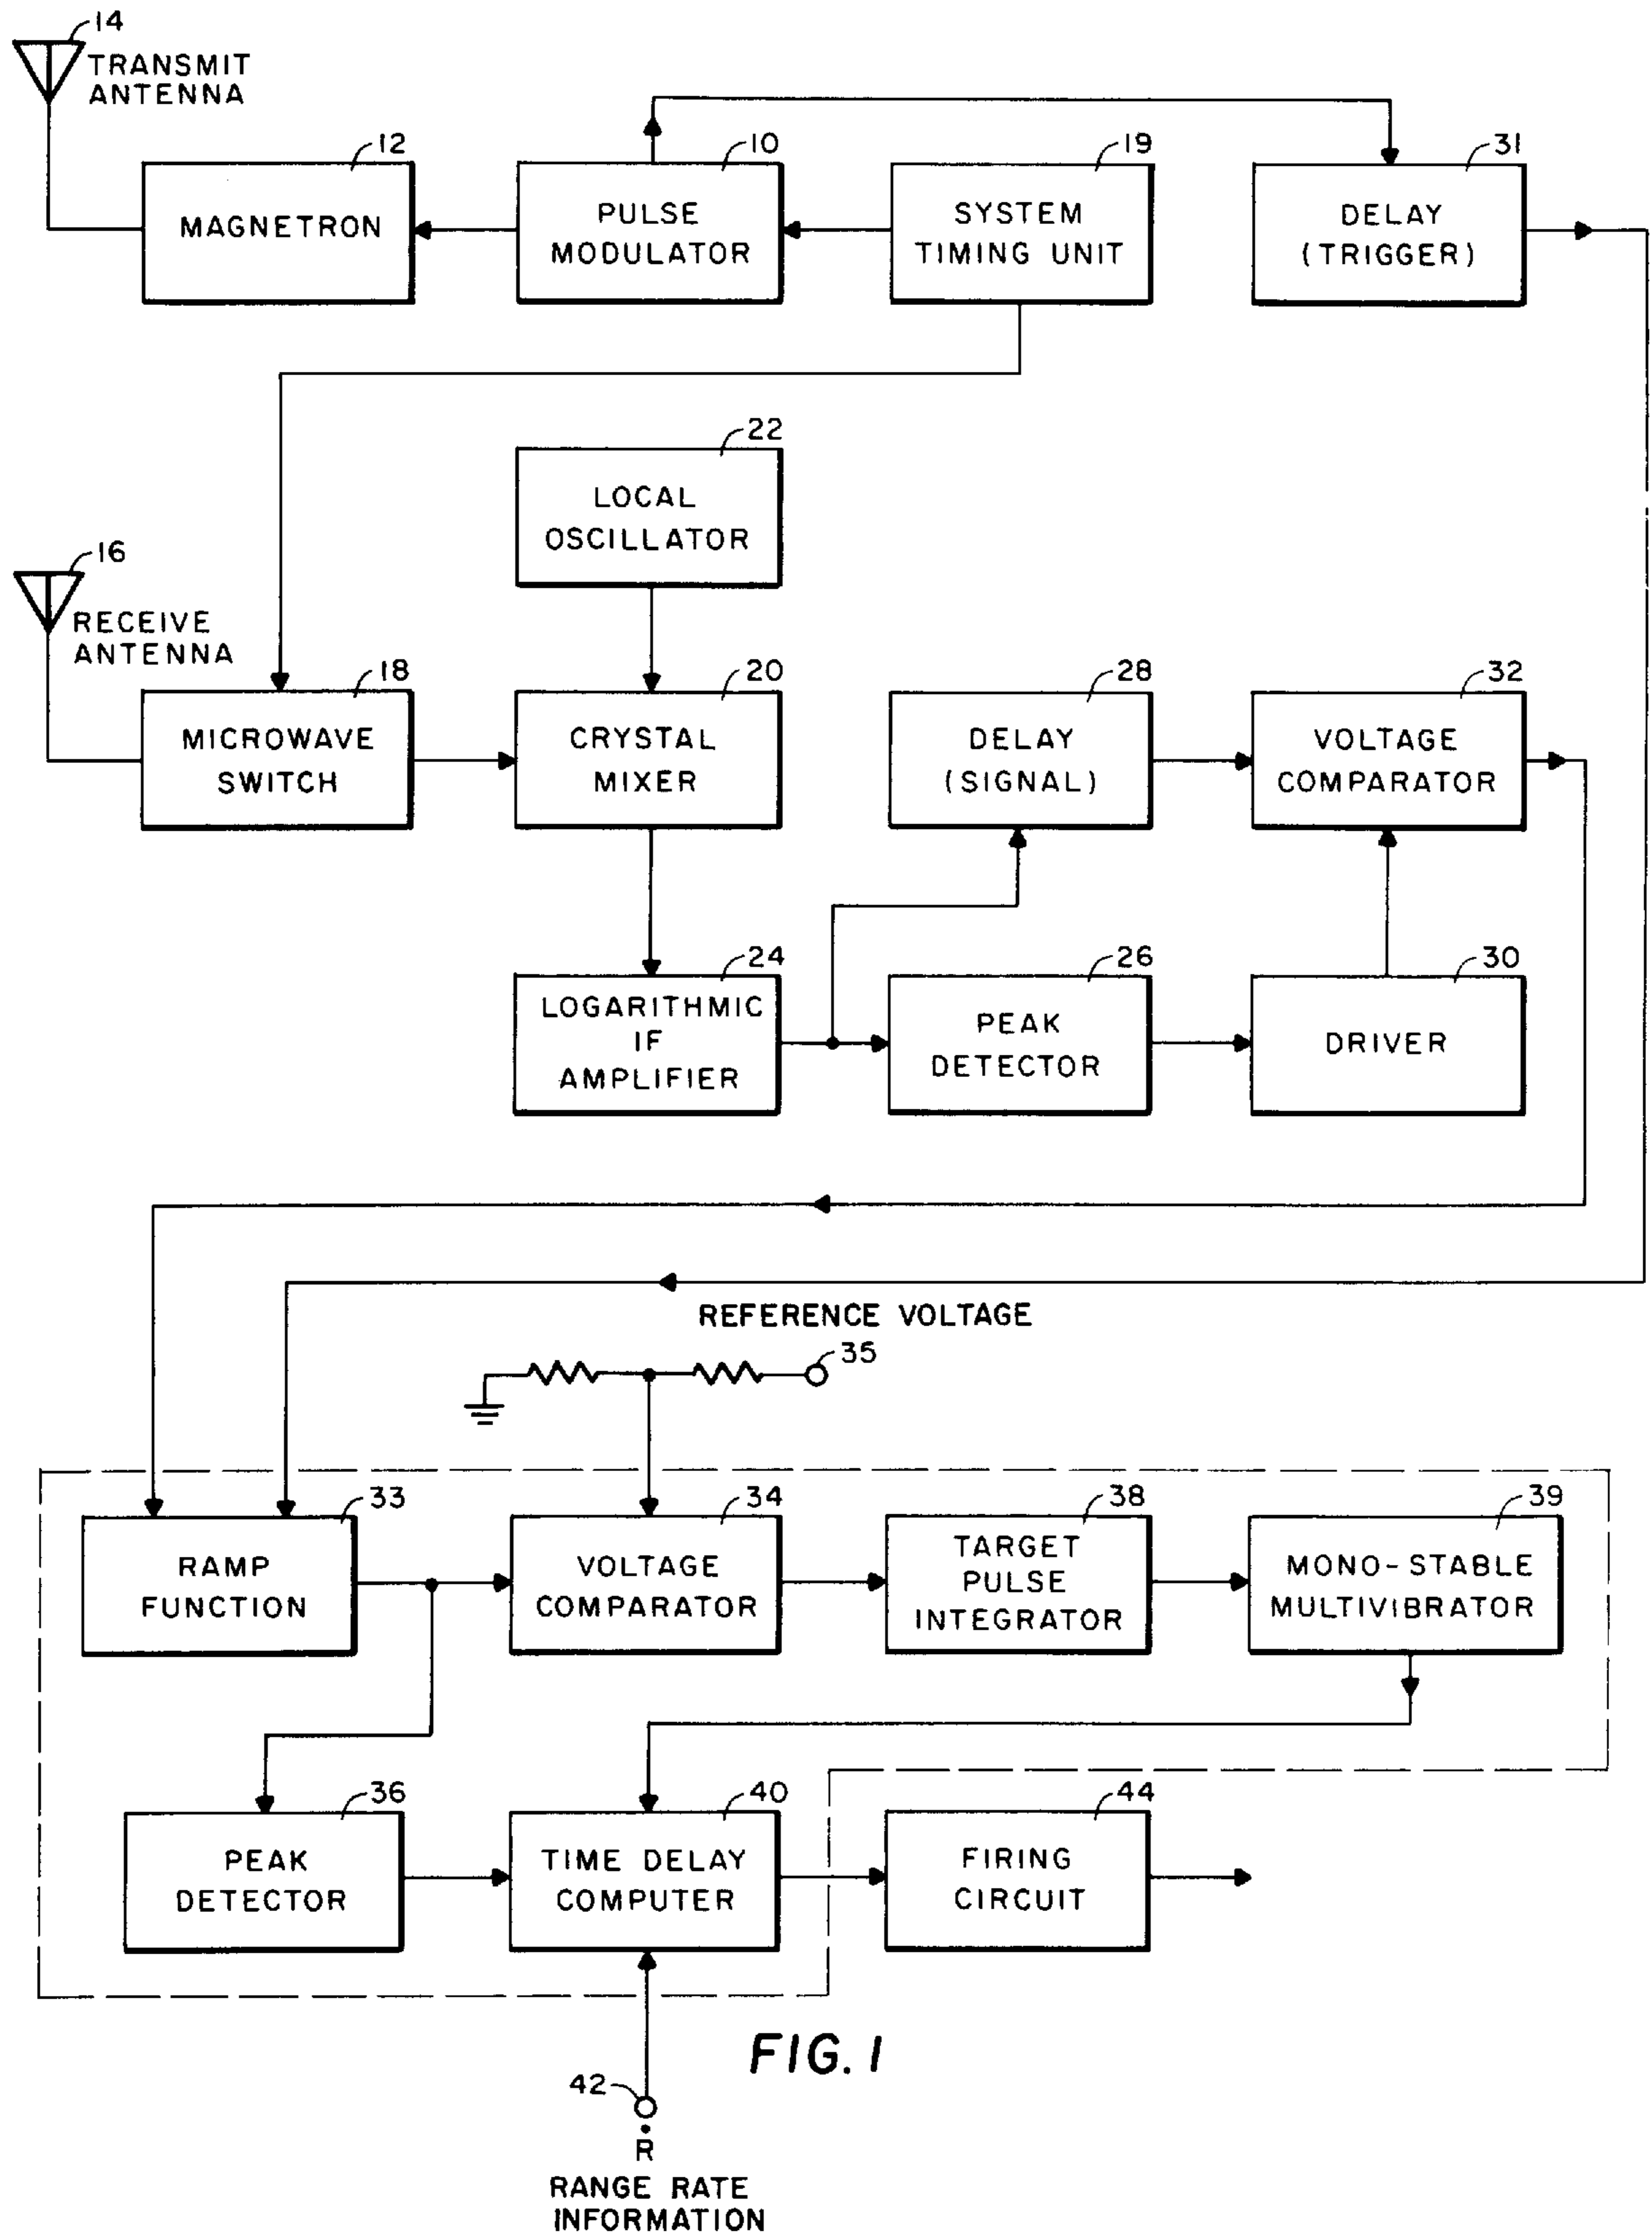 14
TRANSMIT
ANTENNA
12
MAGNETRON
10
PULSE
MODULATOR
19
SYSTEM
TIMING UNIT
31
DELAY
(TRIGGER)
22
LOCAL
OSCILLATOR
16
RECEIVE
ANTENNA
18
MICROWAVE
SWITCH
20
CRYSTAL
MIXER
28
DELAY
(SIGNAL)
32
VOLTAGE
COMPARATOR
24
LOGARITHMIC
IF
AMPLIFIER
26
PEAK
DETECTOR
30
DRIVER
REFERENCE VOLTAGE
35
33
RAMP
FUNCTION
34
VOLTAGE
COMPARATOR
38
TARGET
PULSE
INTEGRATOR
39
MONO-STABLE
MULTIVIBRATOR
36
PEAK
DETECTOR
40
TIME DELAY
COMPUTER
44
FIRING
CIRCUIT
FIG. 1
42
Ṙ
RANGE RATE
INFORMATION